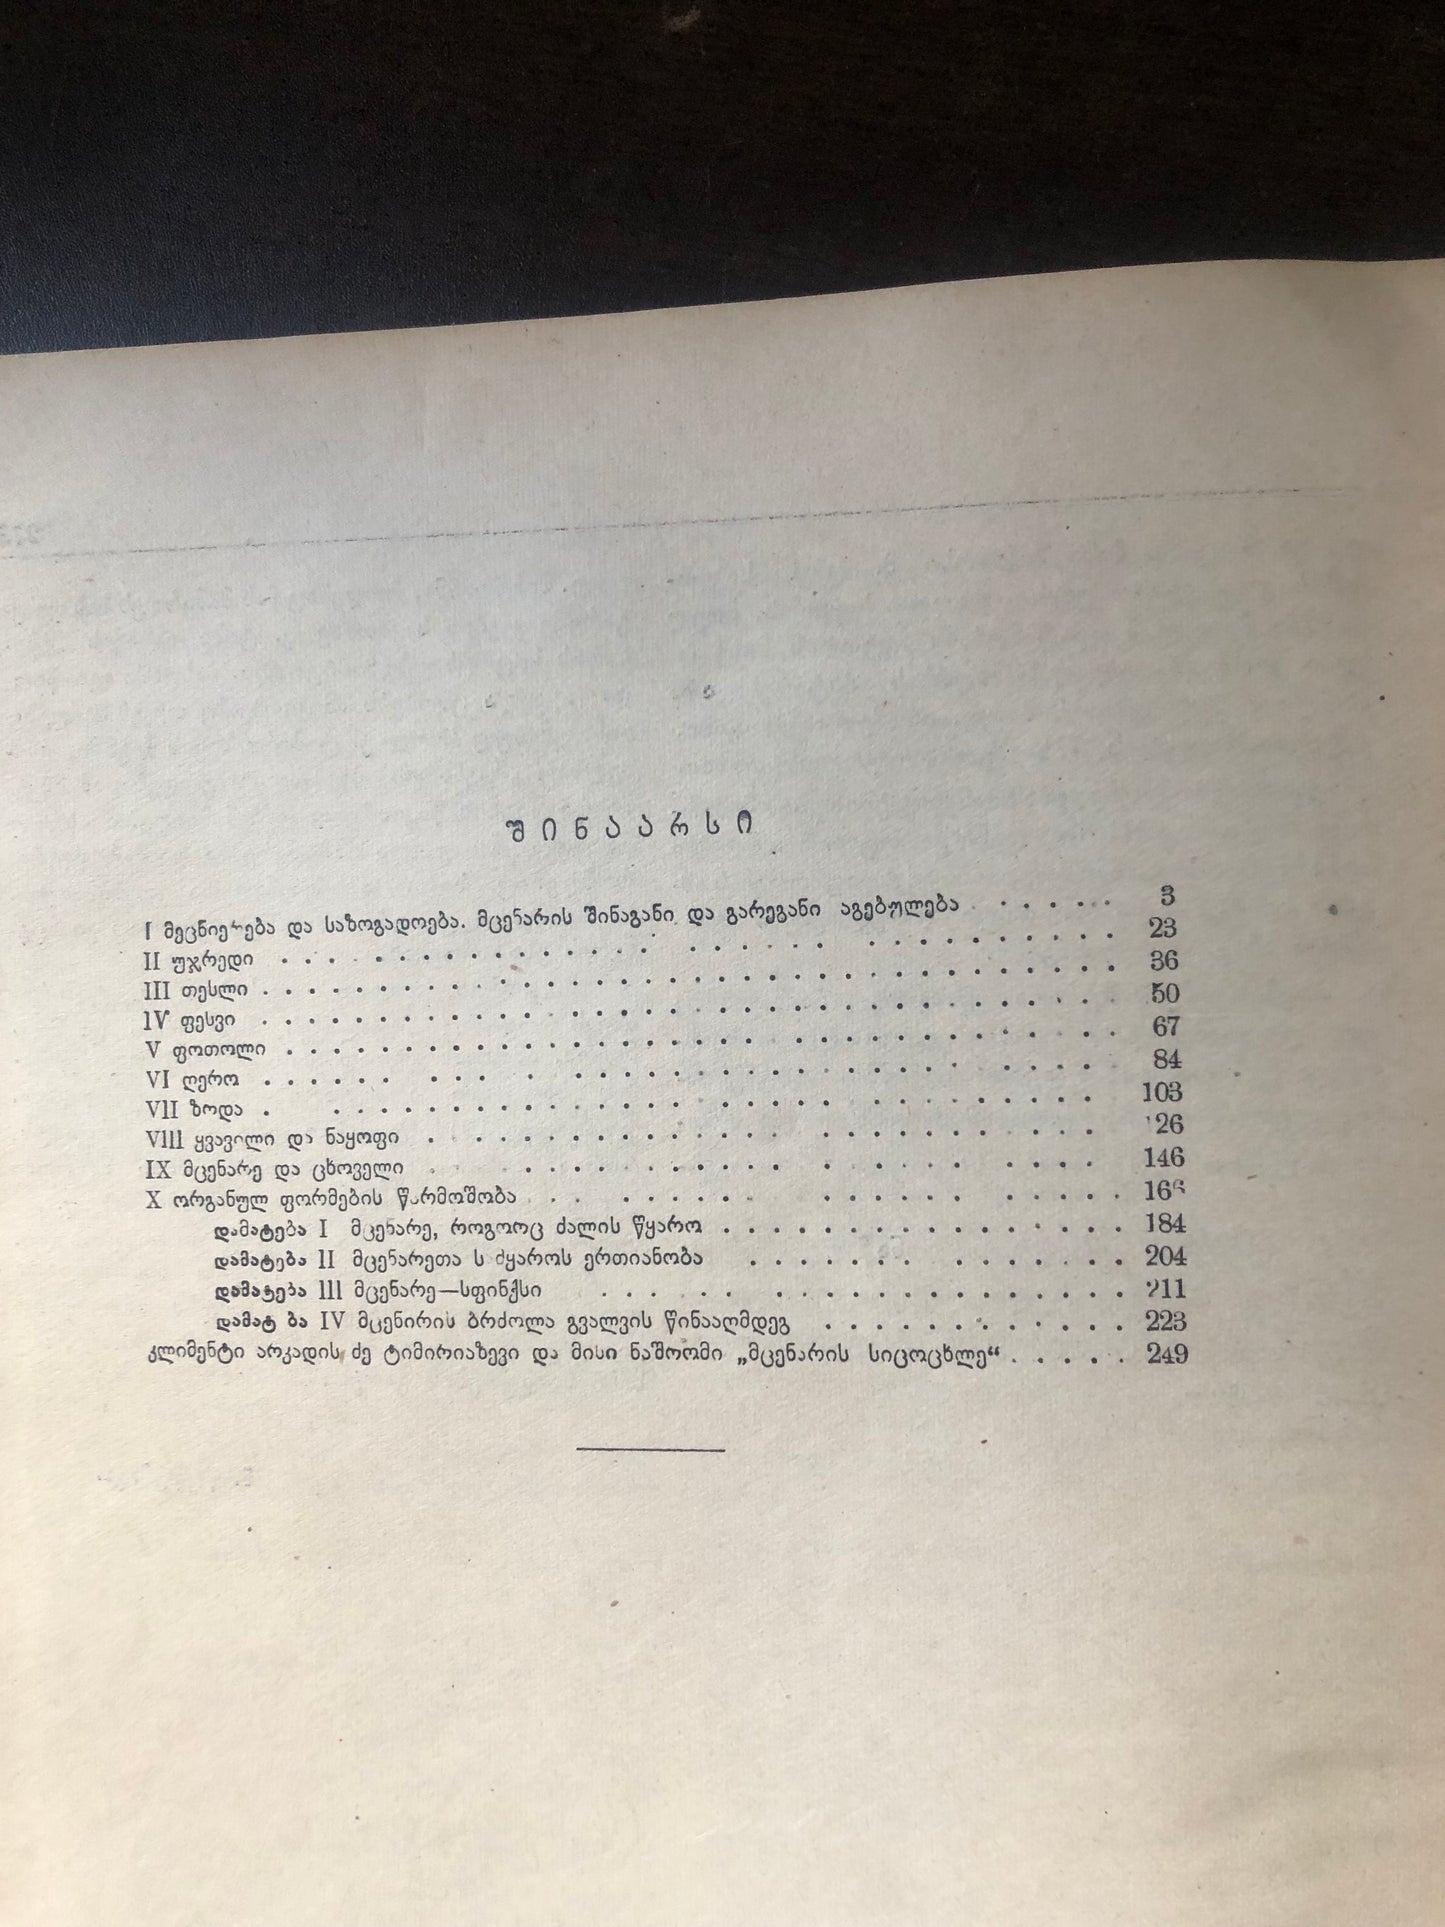 შინაარსი
I მეცნიერება და საზოგადოება. მცენარის შინაგანი და გარეგანი აგებულება . . . . . 3
II უჯრედი . . . . . 23
III თესლი . . . . . 36
IV ფესვი . . . . . 50
V ფოთოლი . . . . . 67
VI ღერო . . . . . 84
VII ზოდა . . . . . 103
VIII ყვავილი და ნაყოფი . . . . . 126
IX მცენარე და ცხოველი . . . . . 146
X ორგანულ ფორმების წარმოშობა . . . . . 166
დამატება I მცენარე, როგორც ძალის წყარო . . . . . 184
დამატება II მცენარეთა ერთიანობა . . . . . 204
დამატება III მცენარე—სფინქსი . . . . . 211
დამატ ბა IV მცენირის ბრძოლა გვალვის წინააღმდეგ . . . . . 223
კლიმენტი არკადის ძე ტიმირიაზევი და მისი ნაშრომი „მცენარის სიცოცხლე“ . . . . . 249